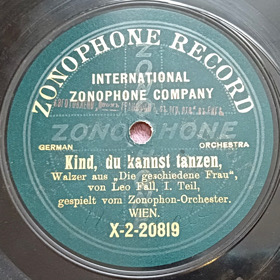 ZONOPHONE RECORD
INTERNATIONAL
ZONOPHONE COMPANY
ZONOPHONE
GERMAN ORCHESTRA
Kind, du kannst tanzen,
Walzer aus „Die geschiedene Frau“,
von Leo Fall, I. Teil,
gespielt vom Zonophon-Orchester.
WIEN.
X-2-20819